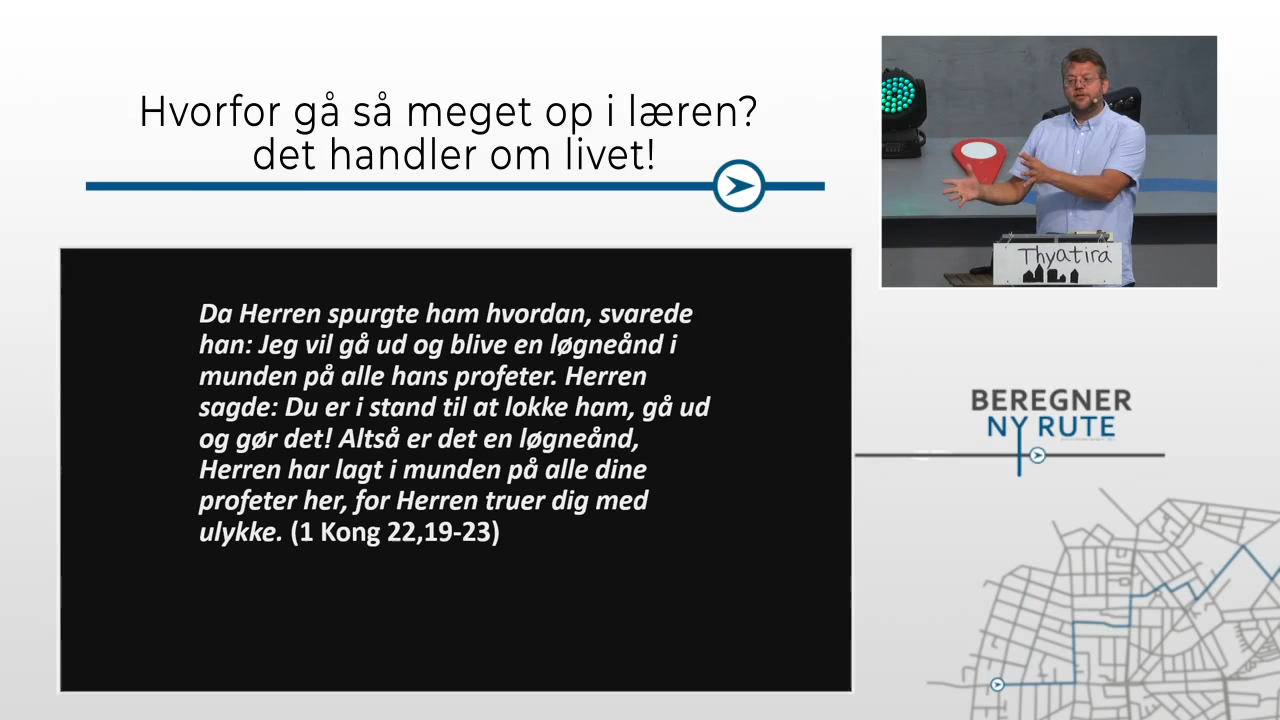 Hvorfor gå så meget op i læren?
det handler om livet!
Thyatira
Da Herren spurgte ham hvordan, svarede
han: Jeg vil gå ud og blive en løgneånd i
munden på alle hans profeter. Herren
sagde: Du er i stand til at lokke ham, gå ud
og gør det! Altså er det en løgneånd,
Herren har lagt i munden på alle dine
profeter her, for Herren truer dig med
ulykke. (1 Kong 22,19-23)
BEREGNER
NY RUTE